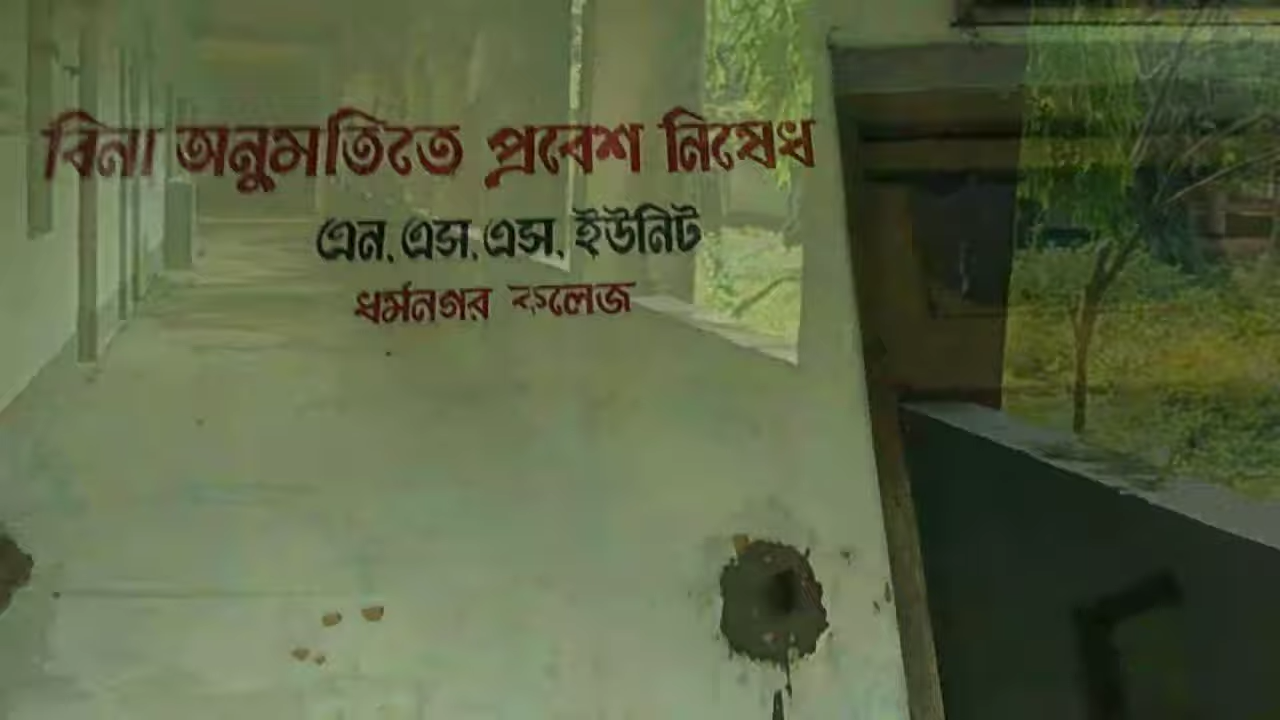 বিনা অনুমতিতে প্রবেশ নিষেধ
এন. এস. এস. ইউনিট
ধর্মনগর কলেজ